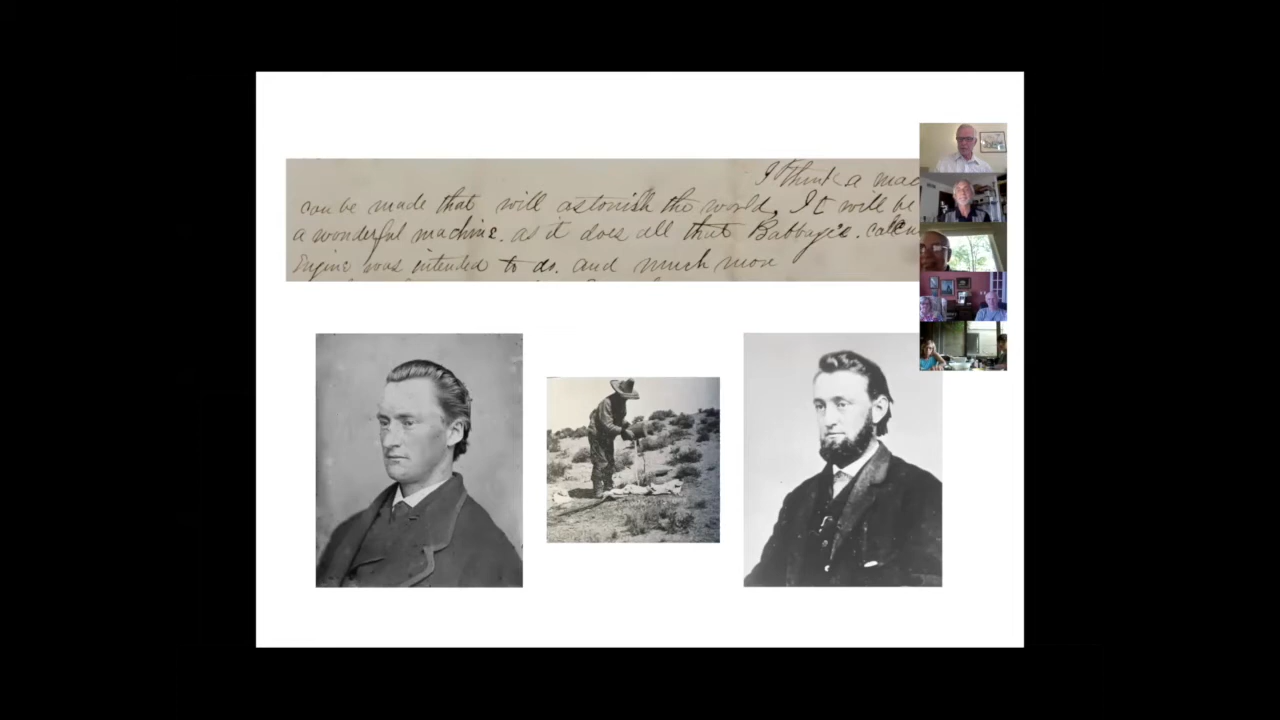 I think a mac
can be made that will astonish the world. It will be
a wonderful machine. as it does all that Babbage's. calcu
Engine was intended to do. and much more